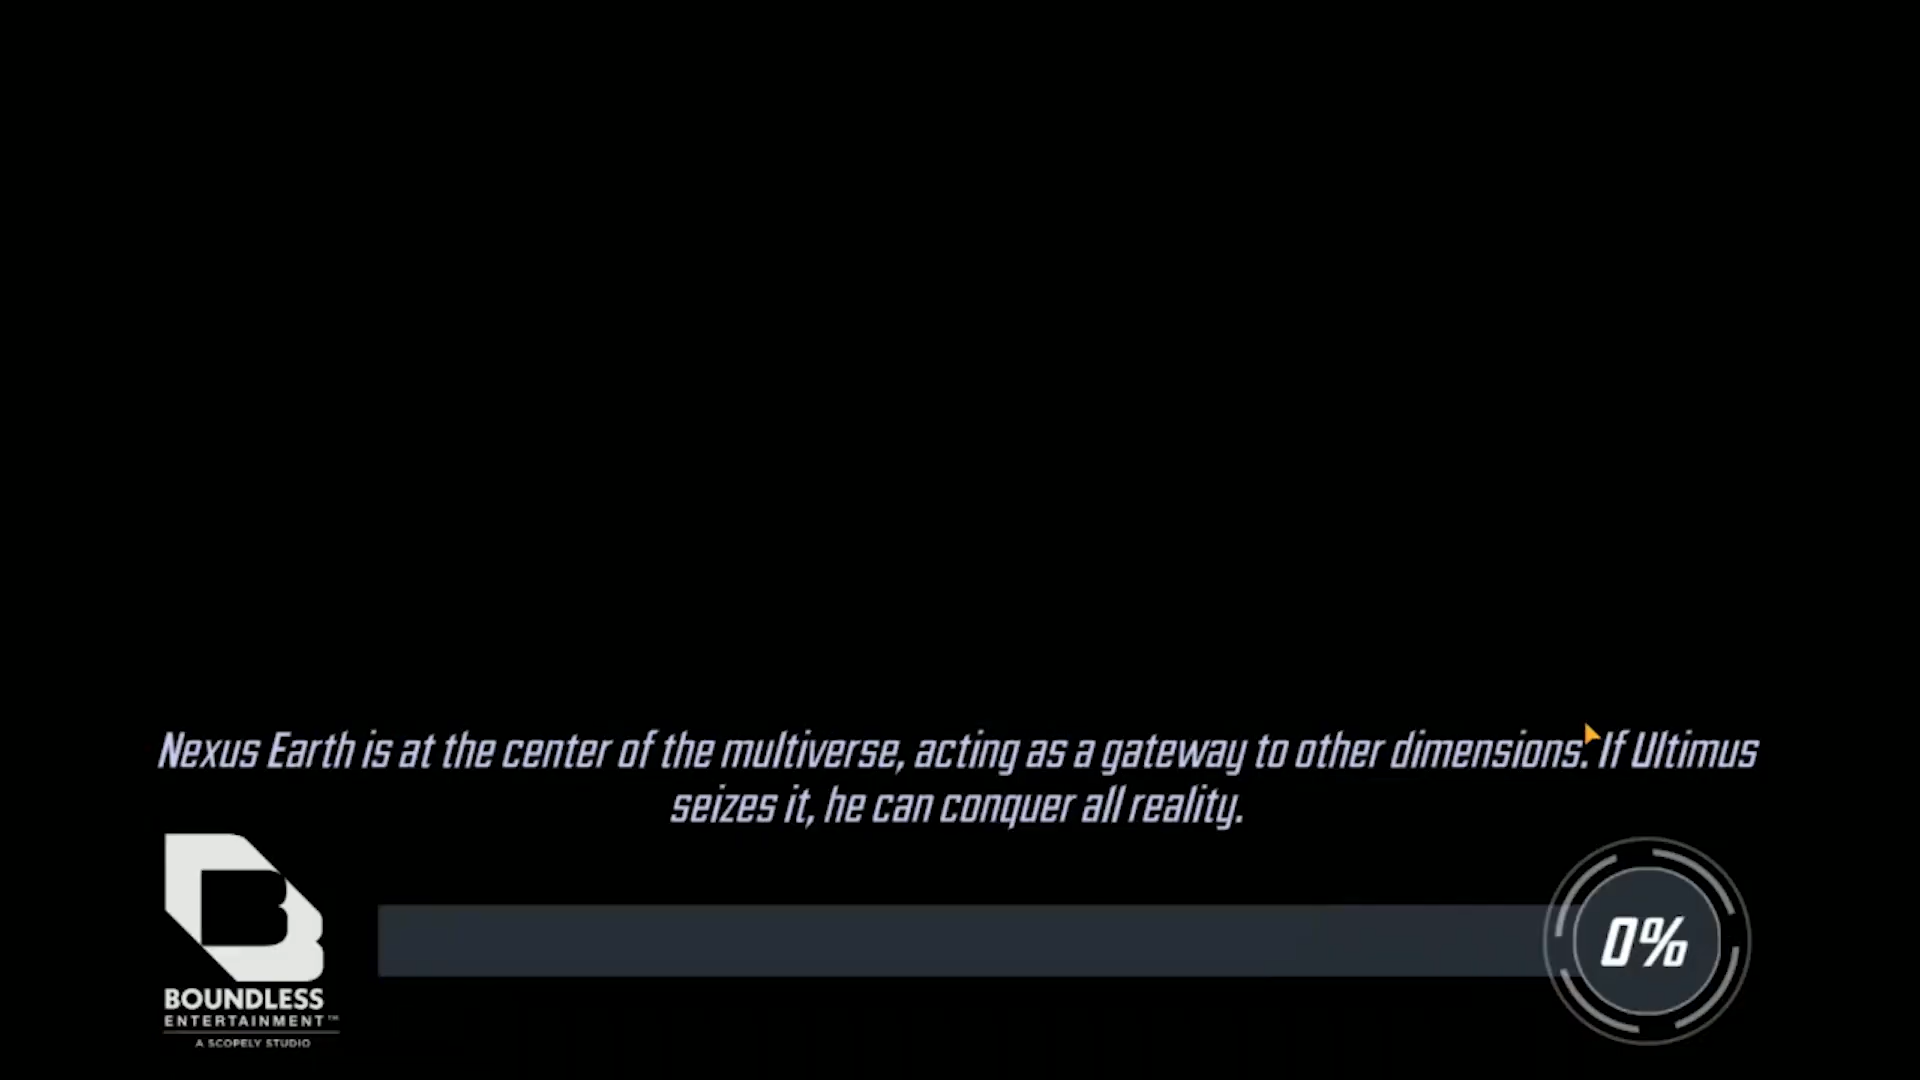 Nexus Earth is at the center of the multiverse, acting as a gateway to other dimensions. If Ultimus
seizes it, he can conquer all reality.
0%
BOUNDLESS
ENTERTAINMENT™
A SCOPELY STUDIO